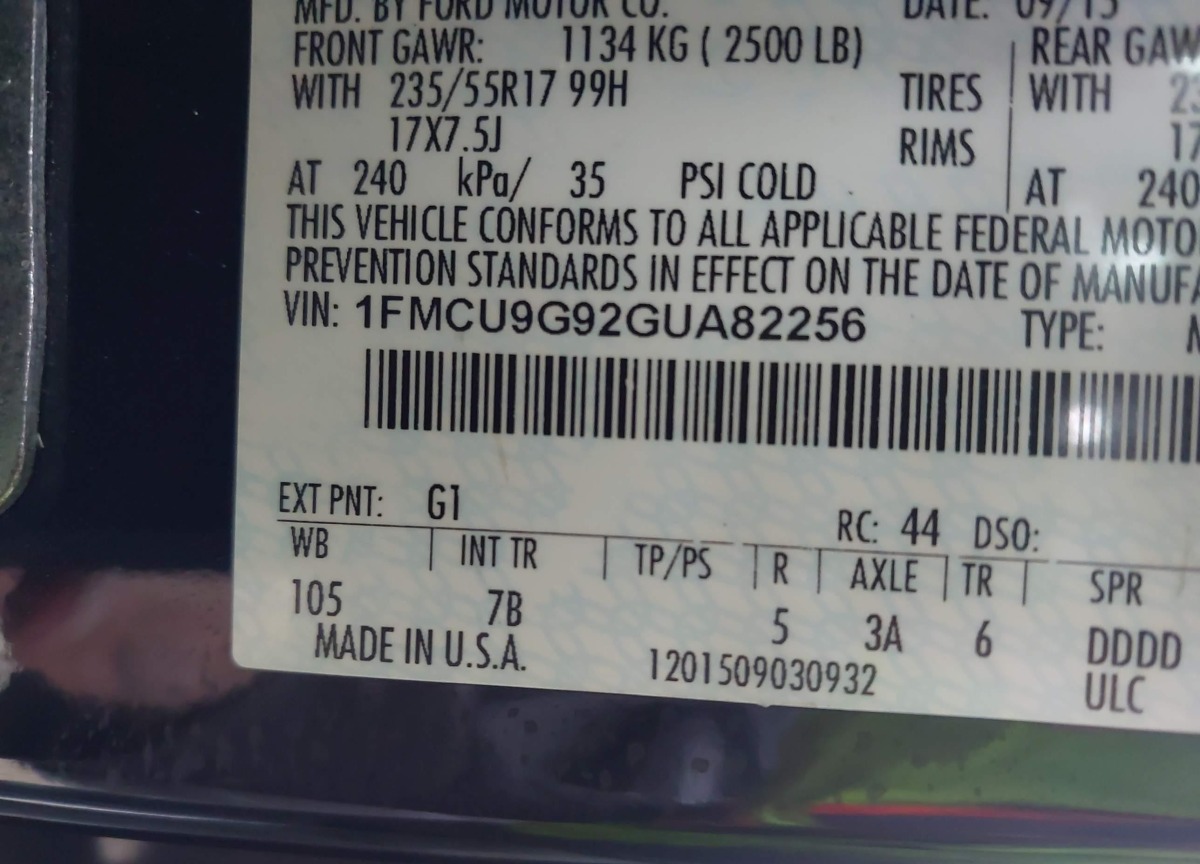 MFD. BY FORD MOTOR CO. DATE: 09/15
FRONT GAWR: 1134 KG ( 2500 LB) REAR GAW
WITH 235/55R17 99H TIRES WITH 23
17X7.5J RIMS 17
AT 240 kPa/ 35 PSI COLD AT 240
THIS VEHICLE CONFORMS TO ALL APPLICABLE FEDERAL MOTO
PREVENTION STANDARDS IN EFFECT ON THE DATE OF MANUFA
VIN: 1FMCU9G92GUA82256 TYPE:
EXT PNT: G1 RC: 44 DSO:
WB INT TR TP/PS R AXLE TR SPR
105 7B 5 3A 6 DDDD
MADE IN U.S.A. 1201509030932 ULC